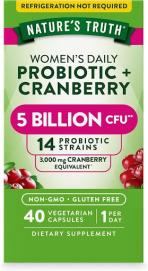 REFRIGERATION NOT REQUIRED
NATURE'S TRUTH®
WOMEN'S DAILY
PROBIOTIC +
CRANBERRY
5 BILLION CFU**
14 PROBIOTIC
STRAINS
3,000 mg CRANBERRY
EQUIVALENT*
NON-GMO • GLUTEN FREE
40 VEGETARIAN
CAPSULES
1 PER
DAY
DIETARY SUPPLEMENT